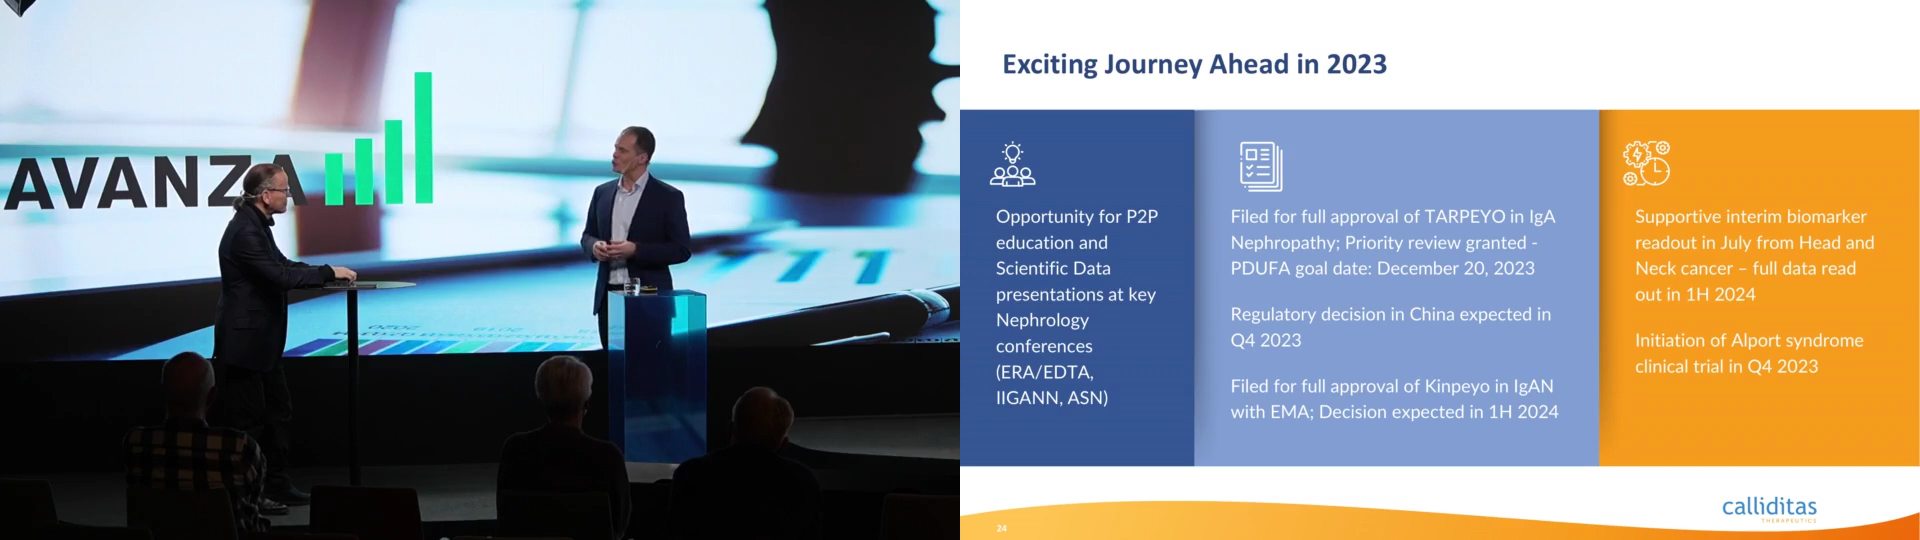 AVANZA
2020
2019
Exciting Journey Ahead in 2023
Opportunity for P2P
education and
Scientific Data
presentations at key
Nephrology
conferences
(ERA/EDTA,
IIGANN, ASN)
Filed for full approval of TARPEYO in IgA
Nephropathy; Priority review granted -
PDUFA goal date: December 20, 2023
Regulatory decision in China expected in
Q4 2023
Filed for full approval of Kinpeyo in IgAN
with EMA; Decision expected in 1H 2024
Supportive interim biomarker
readout in July from Head and
Neck cancer – full data read
out in 1H 2024
Initiation of Alport syndrome
clinical trial in Q4 2023
calliditas
THERAPEUTICS
24